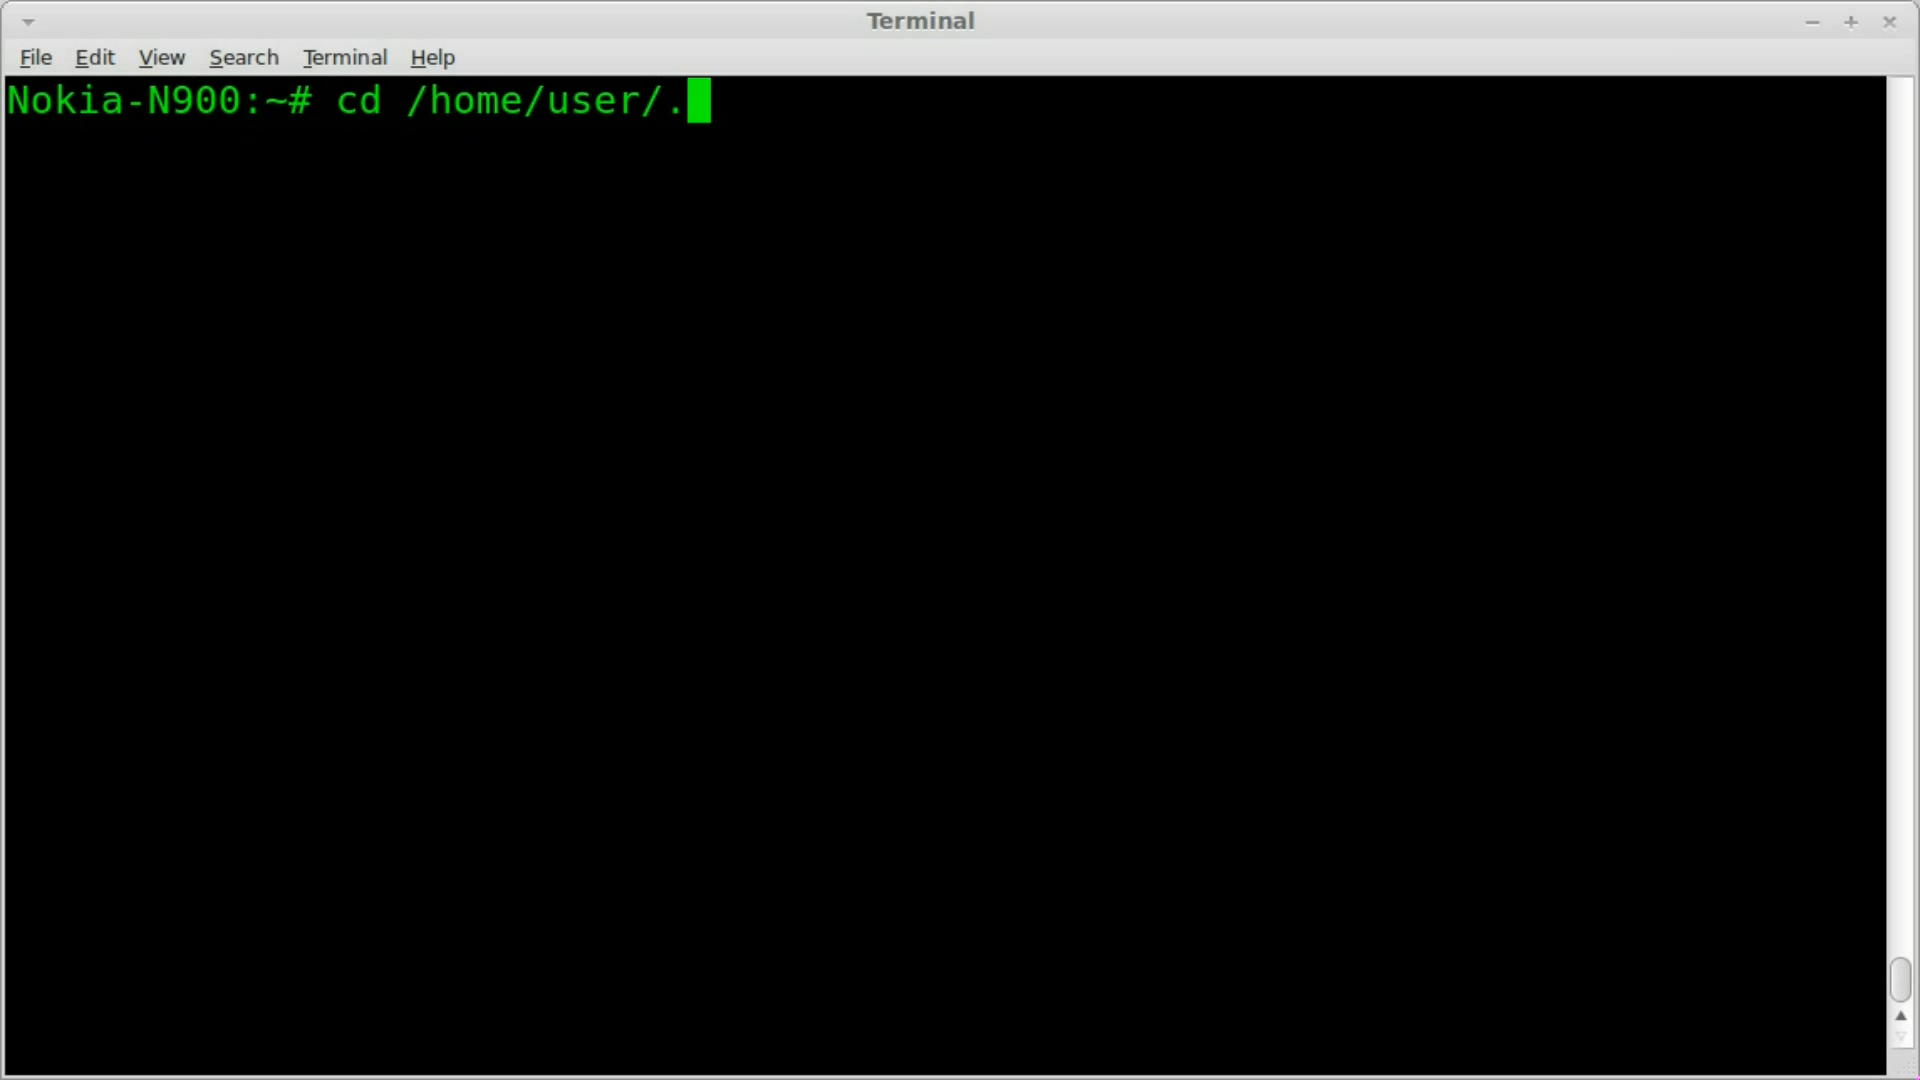 Terminal
File Edit View Search Terminal Help
Nokia-N900:~# cd /home/user/.